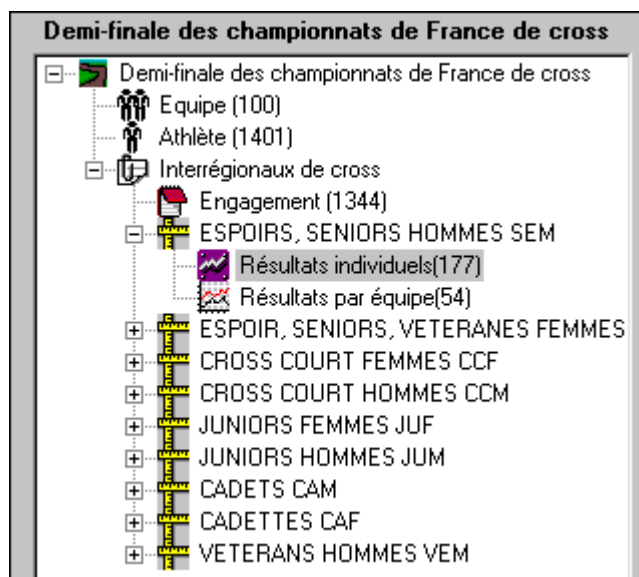 Demi-finale des championnats de France de cross
Demi-finale des championnats de France de cross
Equipe (100)
Athlète (1401)
Interrégionaux de cross
Engagement (1344)
ESPOIRS, SENIORS HOMMES SEM
Résultats individuels(177)
Résultats par équipe(54)
ESPOIR, SENIORS, VETERANES FEMMES
CROSS COURT FEMMES CCF
CROSS COURT HOMMES CCM
JUNIORS FEMMES JUF
JUNIORS HOMMES JUM
CADETS CAM
CADETTES CAF
VETERANS HOMMES VEM